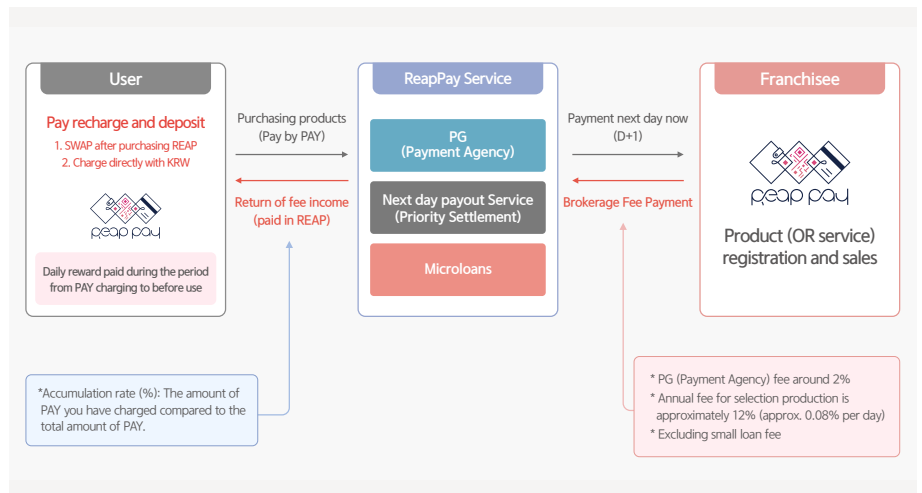 User
Pay recharge and deposit
1. SWAP after purchasing REAP
2. Charge directly with KRW
reap pay
Daily reward paid during the period
from PAY charging to before use
Purchasing products
(Pay by PAY)
Return of fee income
(paid in REAP)
ReapPay Service
PG
(Payment Agency)
Next day payout Service
(Priority Settlement)
Microloans
Payment next day now
(D+1)
Brokerage Fee Payment
Franchisee
reap pay
Product (OR service)
registration and sales
*Accumulation rate (%): The amount of
PAY you have charged compared to the
total amount of PAY.
* PG (Payment Agency) fee around 2%
* Annual fee for selection production is
approximately 12% (approx. 0.08% per day)
* Excluding small loan fee